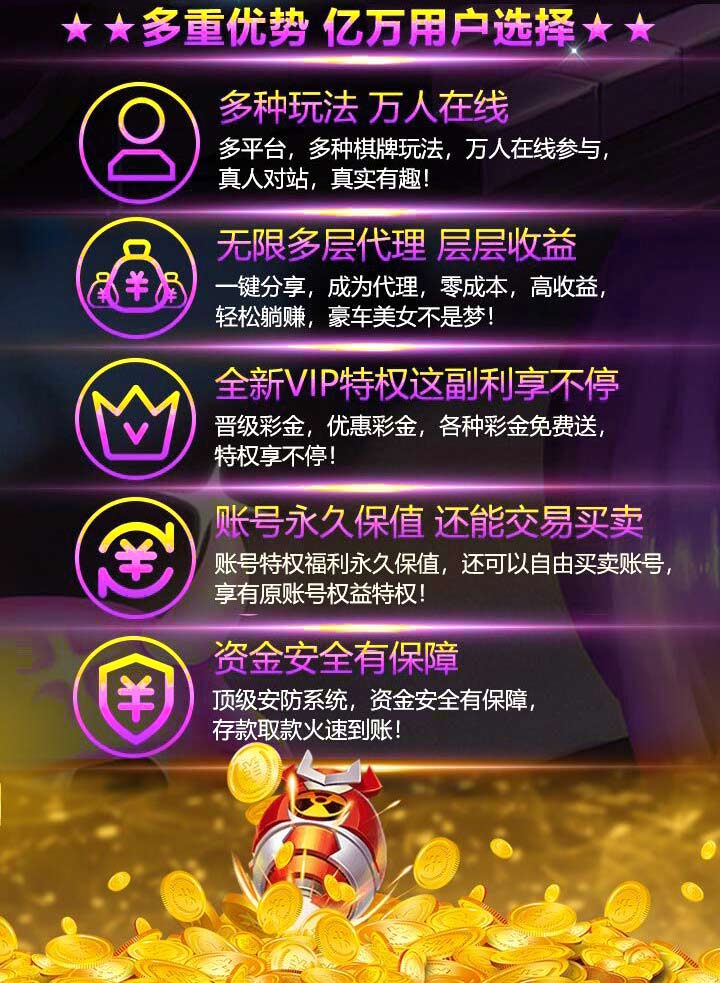 多重优势 亿万用户选择
多种玩法 万人在线
多平台，多种棋牌玩法，万人在线参与，
真人对站，真实有趣！
无限多层代理 层层收益
一键分享，成为代理，零成本，高收益，
轻松躺赚，豪车美女不是梦！
全新VIP特权这副利享不停
晋级彩金，优惠彩金，各种彩金免费送，
特权享不停！
账号永久保值 还能交易买卖
账号特权福利永久保值，还可以自由买卖账号，
享有原账号权益特权！
资金安全有保障
顶级安防系统，资金安全有保障，
存款取款火速到账！